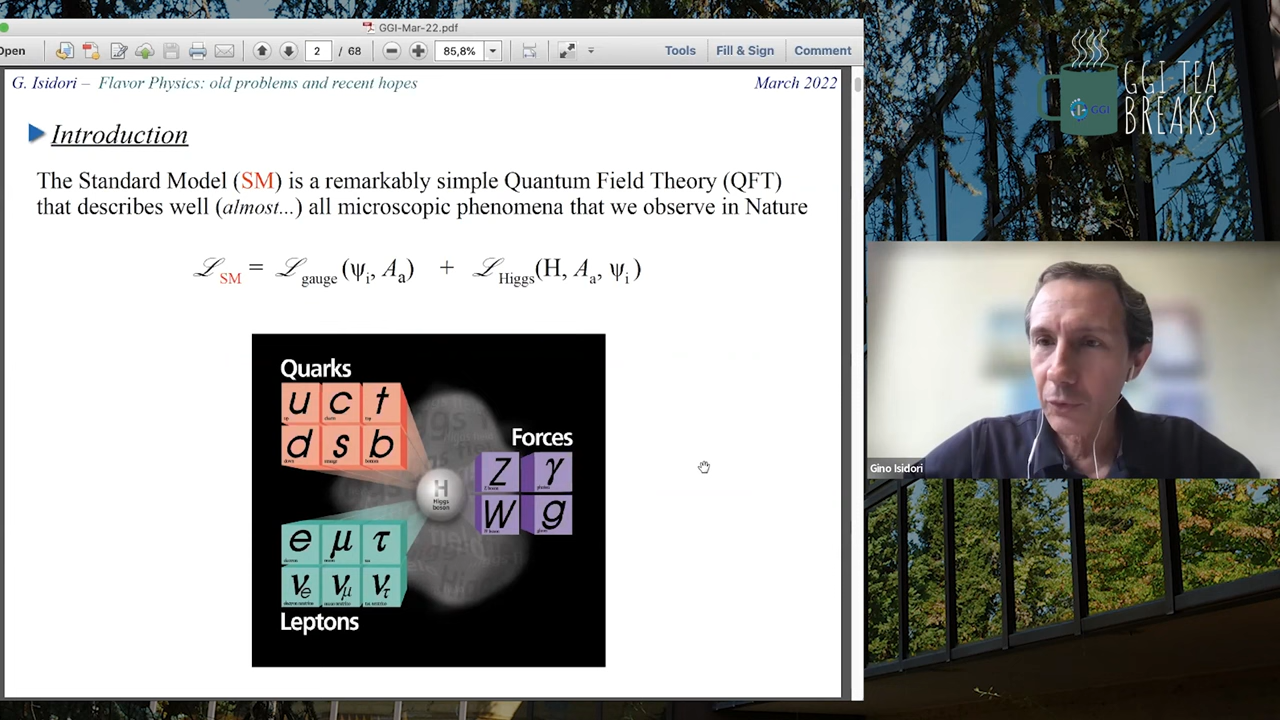 GGI-Mar-22.pdf
Open
2 / 68
85,8%
Tools
Fill & Sign
Comment
G. Isidori – Flavor Physics: old problems and recent hopes
March 2022
Introduction
The Standard Model (SM) is a remarkably simple Quantum Field Theory (QFT)
that describes well (almost...) all microscopic phenomena that we observe in Nature
ℒSM = ℒgauge (ψi, Aa) + ℒHiggs(H, Aa, ψi )
Quarks
u c t
d s b
Forces
Z γ
W g
H
Higgs
boson
e μ τ
νe νμ ντ
Leptons
GGI TEA
BREAKS
GGI
Gino Isidori